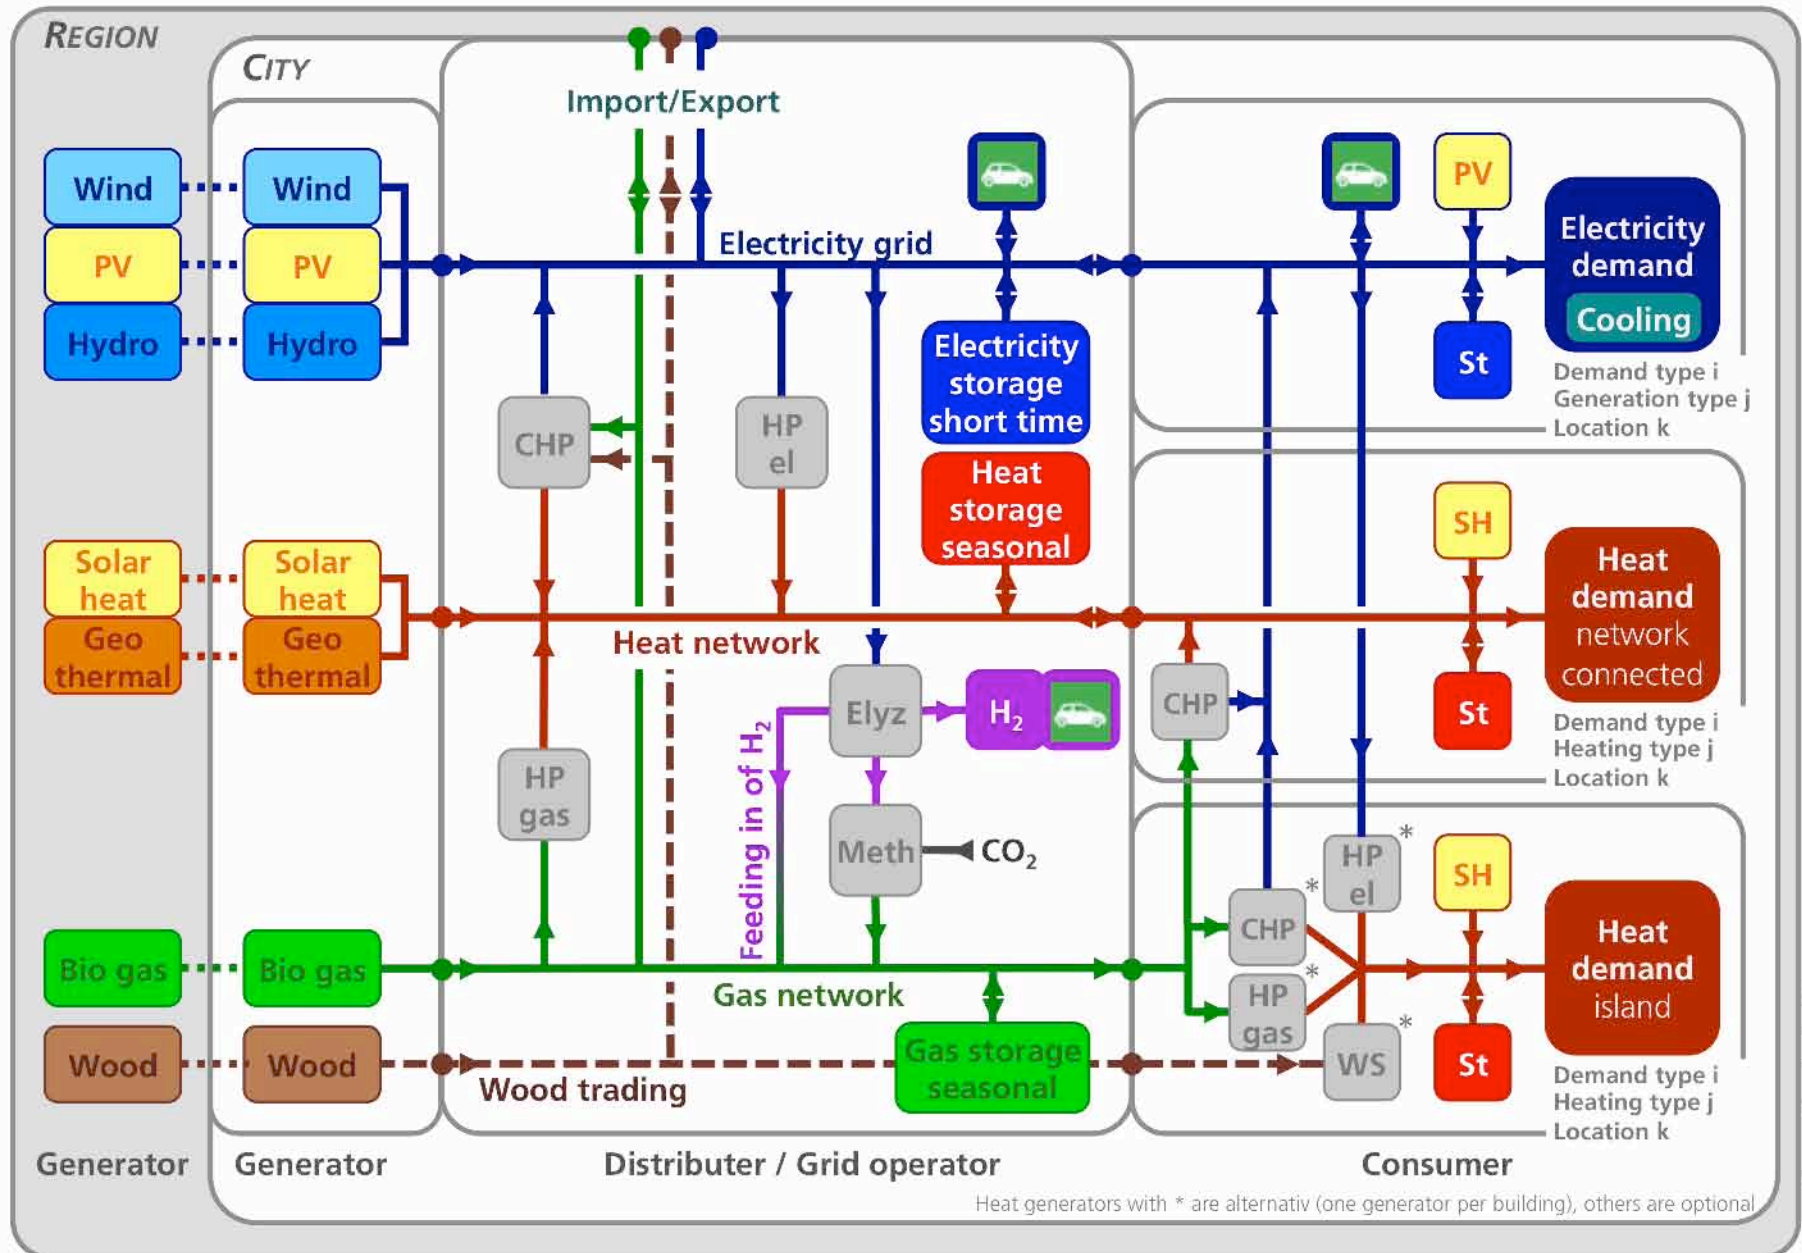 REGION
CITY
Import/Export
Wind
Wind
PV
PV
Hydro
Hydro
Electricity grid
PV
Electricity
demand
Cooling
St
Demand type i
Generation type j
Location k
CHP
HP
el
Electricity
storage
short time
Heat
storage
seasonal
Solar
heat
Solar
heat
Geo
thermal
Geo
thermal
Heat network
SH
Heat
demand
network
connected
St
Demand type i
Heating type j
Location k
CHP
Elyz
H₂
HP
gas
Feeding in of H₂
Meth
CO₂
HP
el
*
SH
CHP
*
HP
gas
*
WS
*
Heat
demand
island
St
Demand type i
Heating type j
Location k
Bio gas
Bio gas
Gas network
Wood
Wood
Wood trading
Gas storage
seasonal
Generator
Generator
Distributer / Grid operator
Consumer
Heat generators with * are alternativ (one generator per building), others are optional